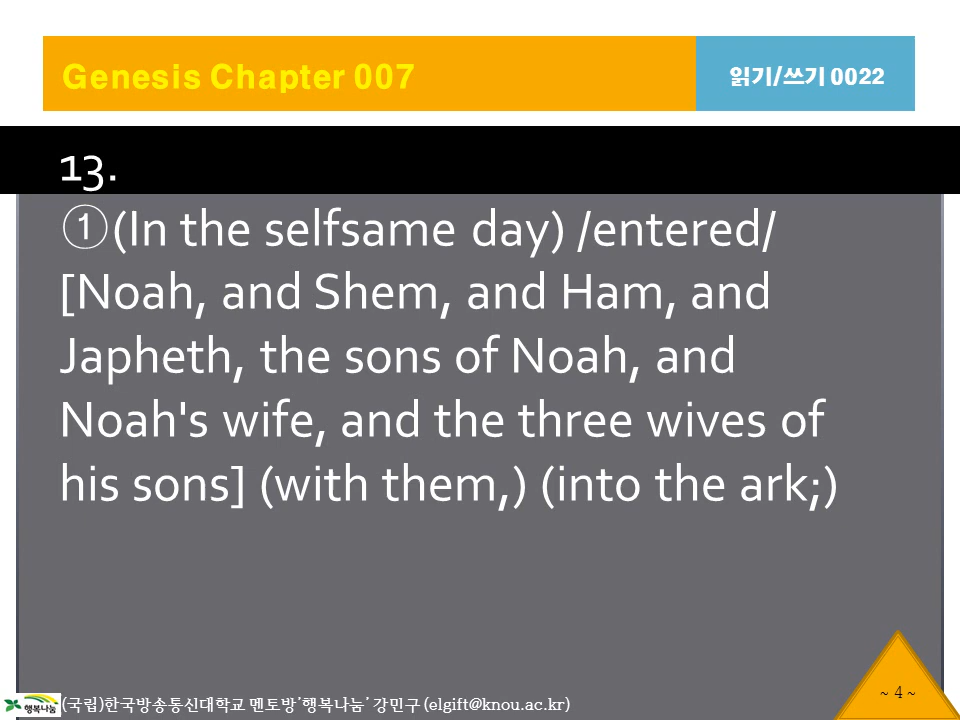 Genesis Chapter 007
읽기/쓰기 0022
13.
①(In the selfsame day) /entered/
[Noah, and Shem, and Ham, and
Japheth, the sons of Noah, and
Noah's wife, and the three wives of
his sons] (with them,) (into the ark;)
~ 4 ~
행복나눔
(국립)한국방송통신대학교 멘토방'행복나눔' 강민구 (elgift@knou.ac.kr)